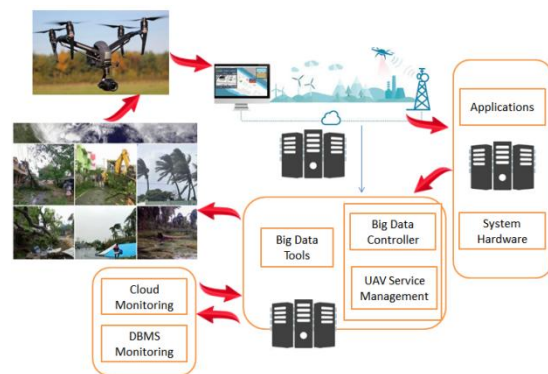 Applications
System
Hardware
Big Data
Controller
Big Data
Tools
UAV Service
Management
Cloud
Monitoring
DBMS
Monitoring